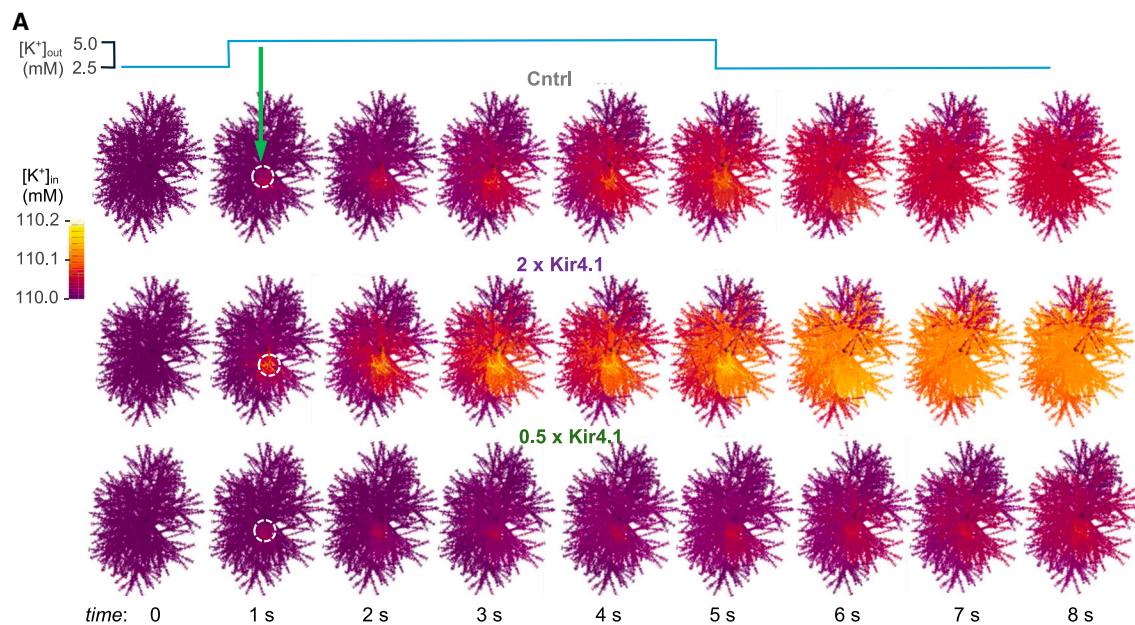 A
[K+]out
(mM)
5.0
2.5
Cntrl
[K+]in
(mM)
110.2
110.1
110.0
2 x Kir4.1
0.5 x Kir4.1
time: 0 1 s 2 s 3 s 4 s 5 s 6 s 7 s 8 s